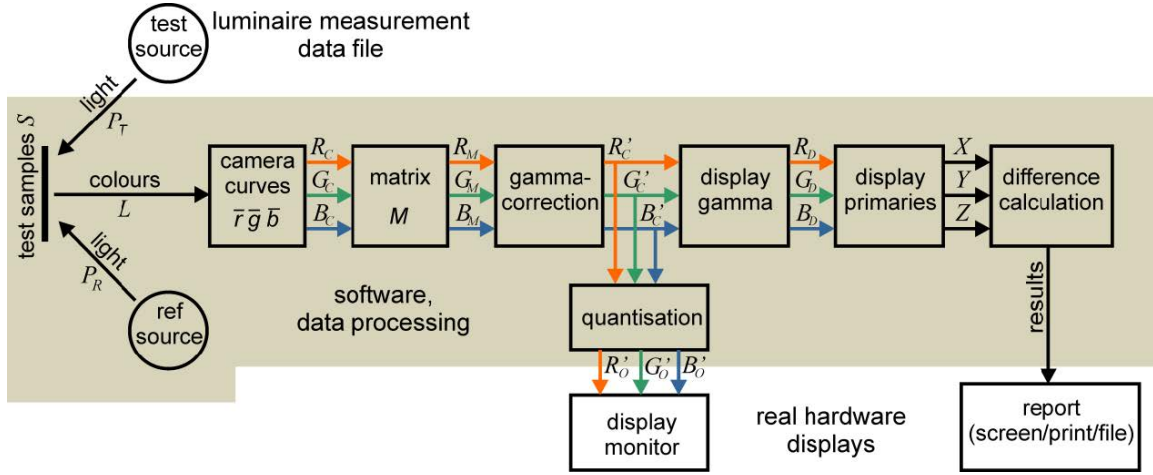 test
source
luminaire measurement
data file
light
P_T
test samples S
colours
L
light
P_R
ref
source
camera
curves
r̄ ḡ b̄
R_C
G_C
B_C
matrix
M
R_M
G_M
B_M
gamma-
correction
R_C'
G_C'
B_C'
display
gamma
R_D
G_D
B_D
display
primaries
X
Y
Z
difference
calculation
software,
data processing
quantisation
R_O'
G_O'
B_O'
display
monitor
real hardware
displays
results
report
(screen/print/file)